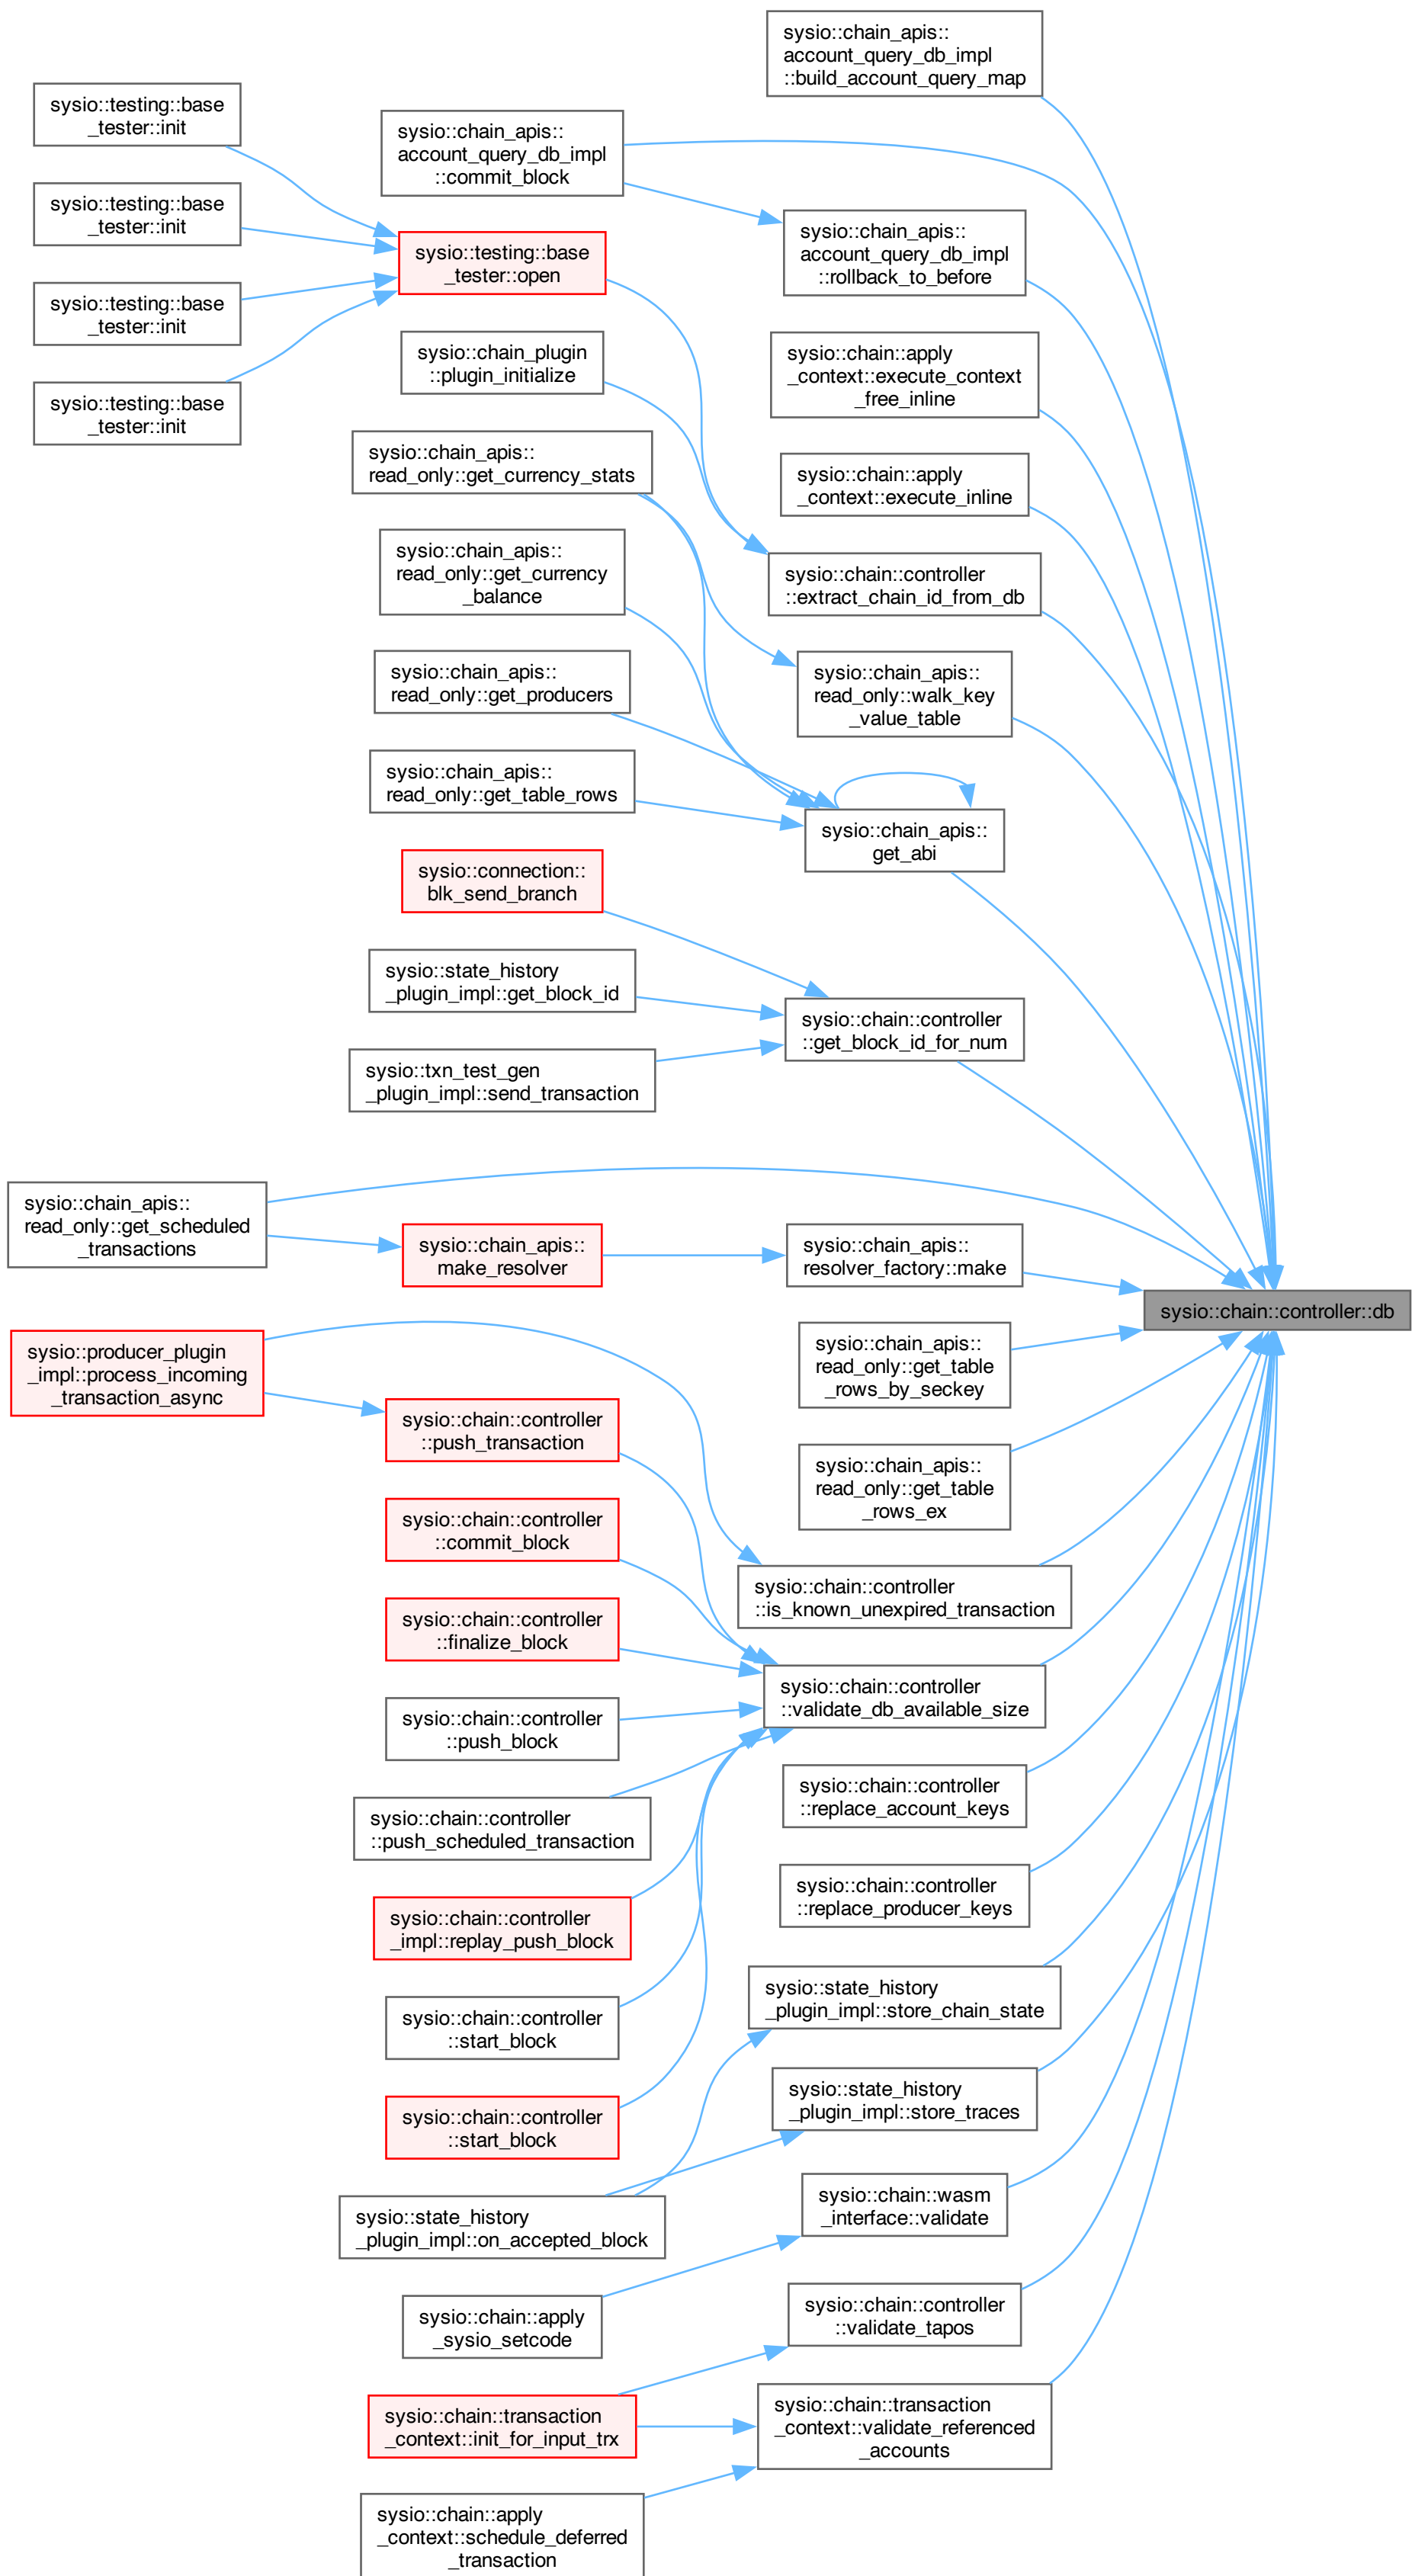 sysio::chain_apis::
account_query_db_impl
::build_account_query_map
sysio::testing::base
_tester::init
sysio::chain_apis::
account_query_db_impl
::commit_block
sysio::testing::base
_tester::init
sysio::chain_apis::
account_query_db_impl
::rollback_to_before
sysio::testing::base
_tester::open
sysio::testing::base
_tester::init
sysio::chain_plugin
::plugin_initialize
sysio::chain::apply
_context::execute_context
_free_inline
sysio::testing::base
_tester::init
sysio::chain_apis::
read_only::get_currency_stats
sysio::chain::apply
_context::execute_inline
sysio::chain_apis::
read_only::get_currency
_balance
sysio::chain::controller
::extract_chain_id_from_db
sysio::chain_apis::
read_only::get_producers
sysio::chain_apis::
read_only::walk_key
_value_table
sysio::chain_apis::
read_only::get_table_rows
sysio::chain_apis::
get_abi
sysio::connection::
blk_send_branch
sysio::state_history
_plugin_impl::get_block_id
sysio::chain::controller
::get_block_id_for_num
sysio::txn_test_gen
_plugin_impl::send_transaction
sysio::chain_apis::
read_only::get_scheduled
_transactions
sysio::chain_apis::
make_resolver
sysio::chain_apis::
resolver_factory::make
sysio::chain::controller::db
sysio::producer_plugin
_impl::process_incoming
_transaction_async
sysio::chain_apis::
read_only::get_table
_rows_by_seckey
sysio::chain::controller
::push_transaction
sysio::chain_apis::
read_only::get_table
_rows_ex
sysio::chain::controller
::commit_block
sysio::chain::controller
::is_known_unexpired_transaction
sysio::chain::controller
::finalize_block
sysio::chain::controller
::validate_db_available_size
sysio::chain::controller
::push_block
sysio::chain::controller
::replace_account_keys
sysio::chain::controller
::push_scheduled_transaction
sysio::chain::controller
::replace_producer_keys
sysio::chain::controller
_impl::replay_push_block
sysio::state_history
_plugin_impl::store_chain_state
sysio::chain::controller
::start_block
sysio::state_history
_plugin_impl::store_traces
sysio::chain::controller
::start_block
sysio::chain::wasm
_interface::validate
sysio::state_history
_plugin_impl::on_accepted_block
sysio::chain::controller
::validate_tapos
sysio::chain::apply
_sysio_setcode
sysio::chain::transaction
_context::validate_referenced
_accounts
sysio::chain::transaction
_context::init_for_input_trx
sysio::chain::apply
_context::schedule_deferred
_transaction